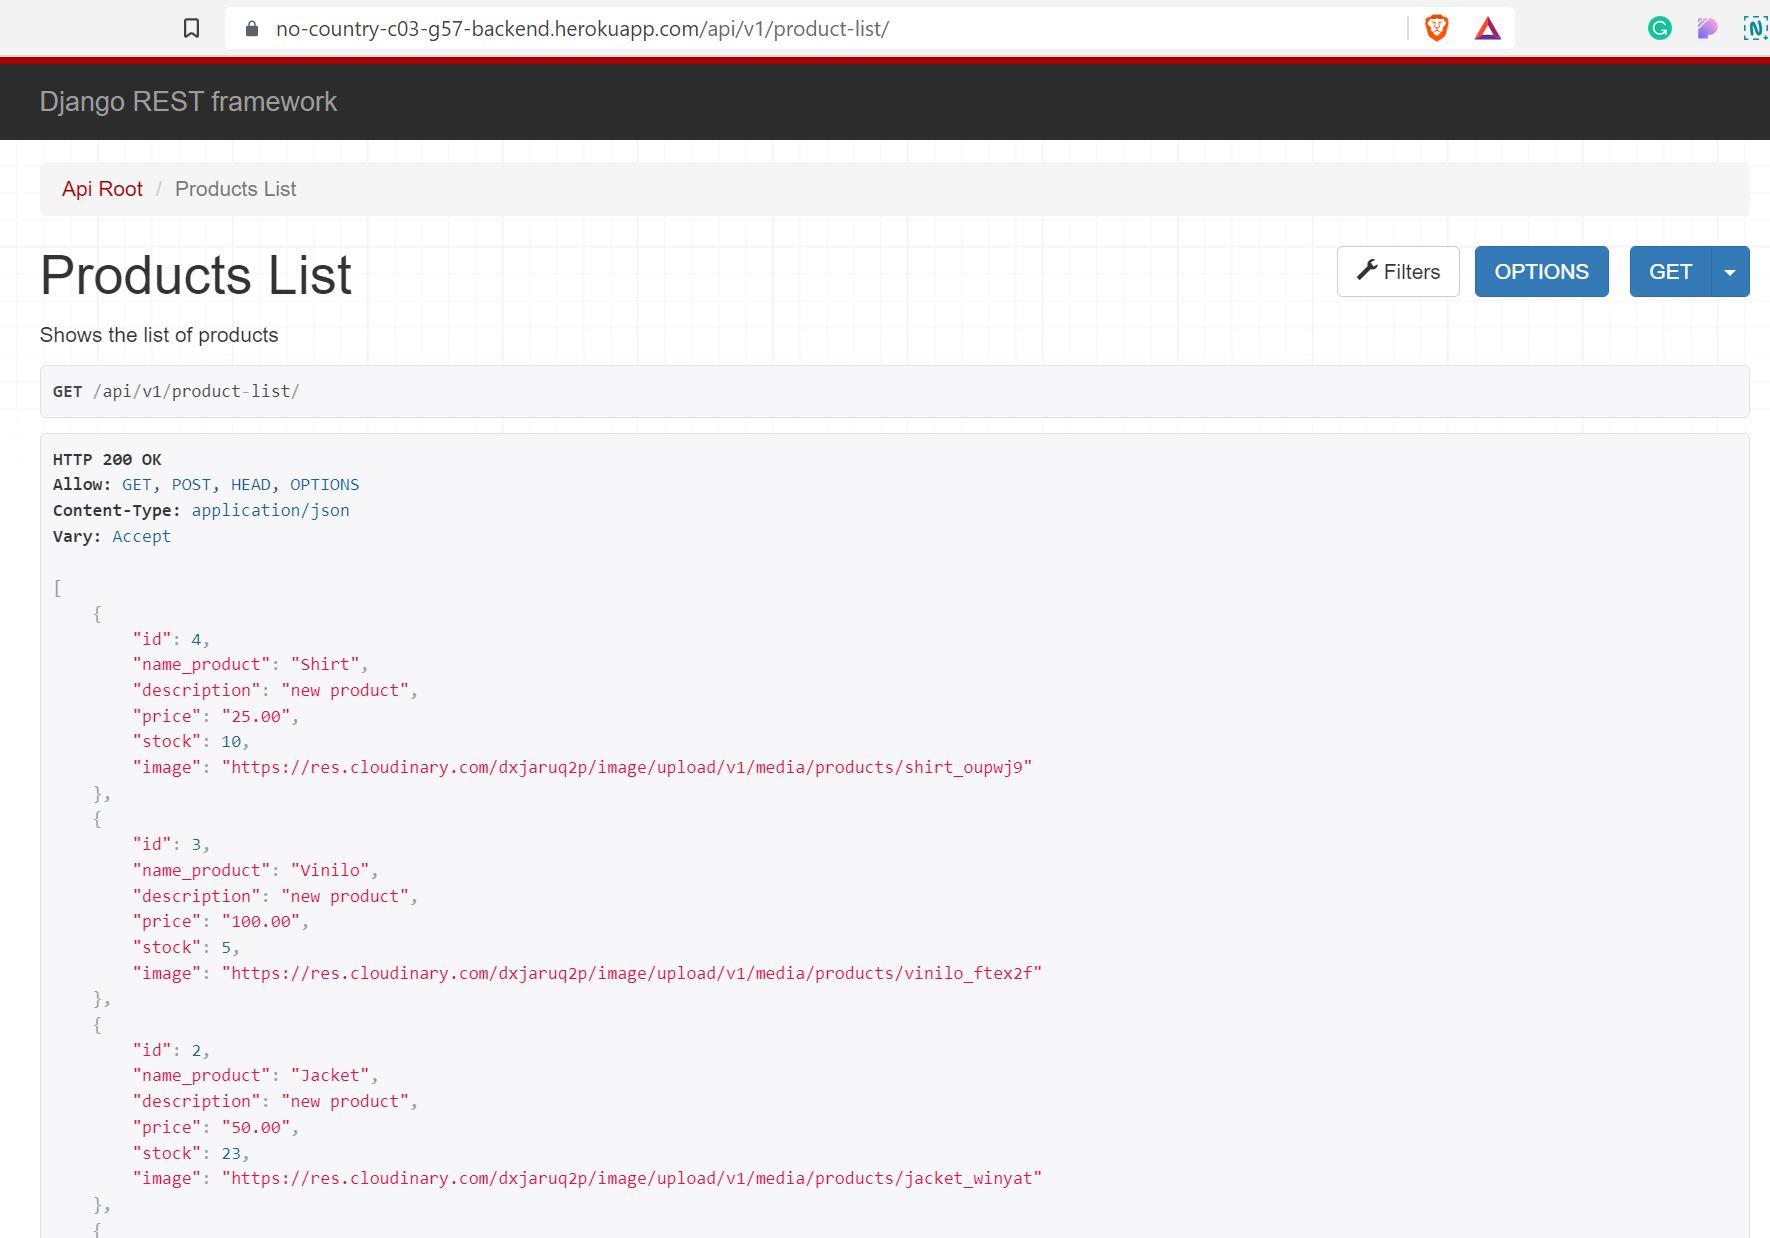 no-country-c03-g57-backend.herokuapp.com/api/v1/product-list/
Django REST framework
Api Root / Products List
Products List
Filters
OPTIONS
GET
Shows the list of products
GET /api/v1/product-list/
HTTP 200 OK
Allow: GET, POST, HEAD, OPTIONS
Content-Type: application/json
Vary: Accept
[
    {
        "id": 4,
        "name_product": "Shirt",
        "description": "new product",
        "price": "25.00",
        "stock": 10,
        "image": "https://res.cloudinary.com/dxjaruq2p/image/upload/v1/media/products/shirt_oupwj9"
    },
    {
        "id": 3,
        "name_product": "Vinilo",
        "description": "new product",
        "price": "100.00",
        "stock": 5,
        "image": "https://res.cloudinary.com/dxjaruq2p/image/upload/v1/media/products/vinilo_ftex2f"
    },
    {
        "id": 2,
        "name_product": "Jacket",
        "description": "new product",
        "price": "50.00",
        "stock": 23,
        "image": "https://res.cloudinary.com/dxjaruq2p/image/upload/v1/media/products/jacket_winyat"
    },
    {